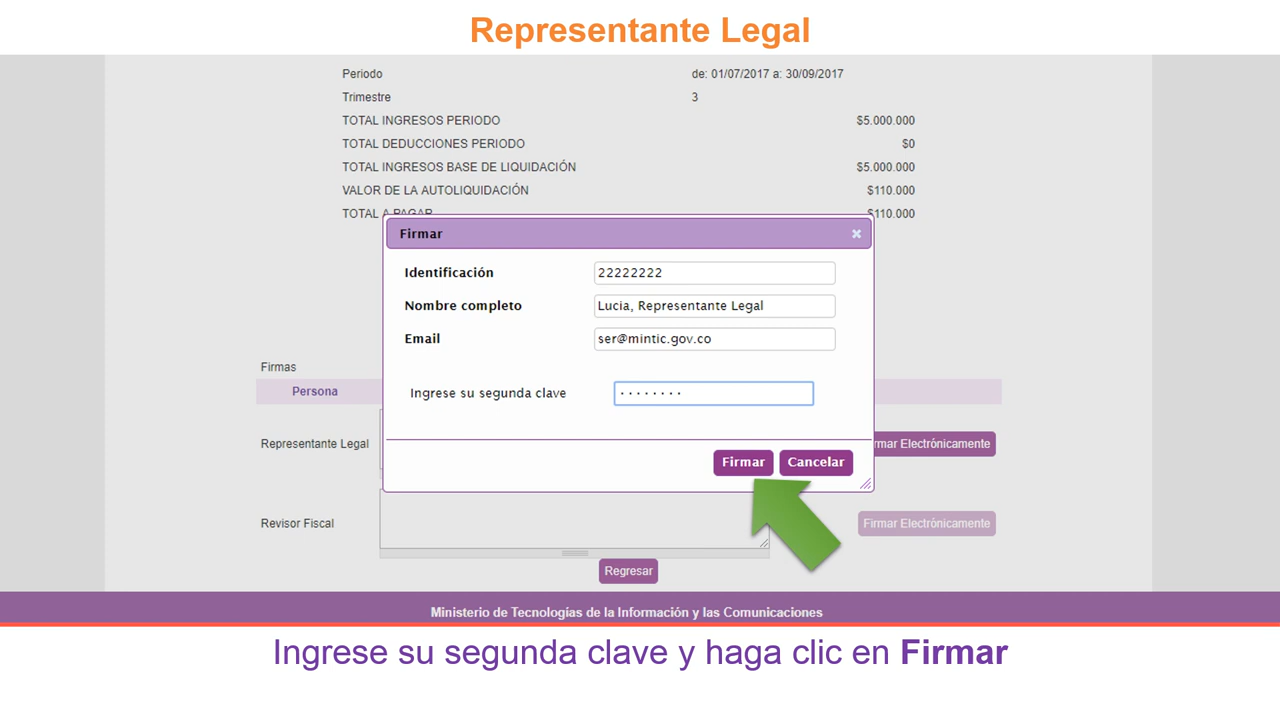 Representante Legal
Periodo de: 01/07/2017 a: 30/09/2017
Trimestre 3
TOTAL INGRESOS PERIODO $5.000.000
TOTAL DEDUCCIONES PERIODO $0
TOTAL INGRESOS BASE DE LIQUIDACIÓN $5.000.000
VALOR DE LA AUTOLIQUIDACIÓN $110.000
TOTAL A PAGAR $110.000
Firmar ×
Identificación 22222222
Nombre completo Lucia, Representante Legal
Email ser@mintic.gov.co
Ingrese su segunda clave ········
Firmar Cancelar
Firmas
Persona
Representante Legal rmar Electrónicamente
Revisor Fiscal Firmar Electrónicamente
Regresar
Ministerio de Tecnologías de la Información y las Comunicaciones
Ingrese su segunda clave y haga clic en Firmar